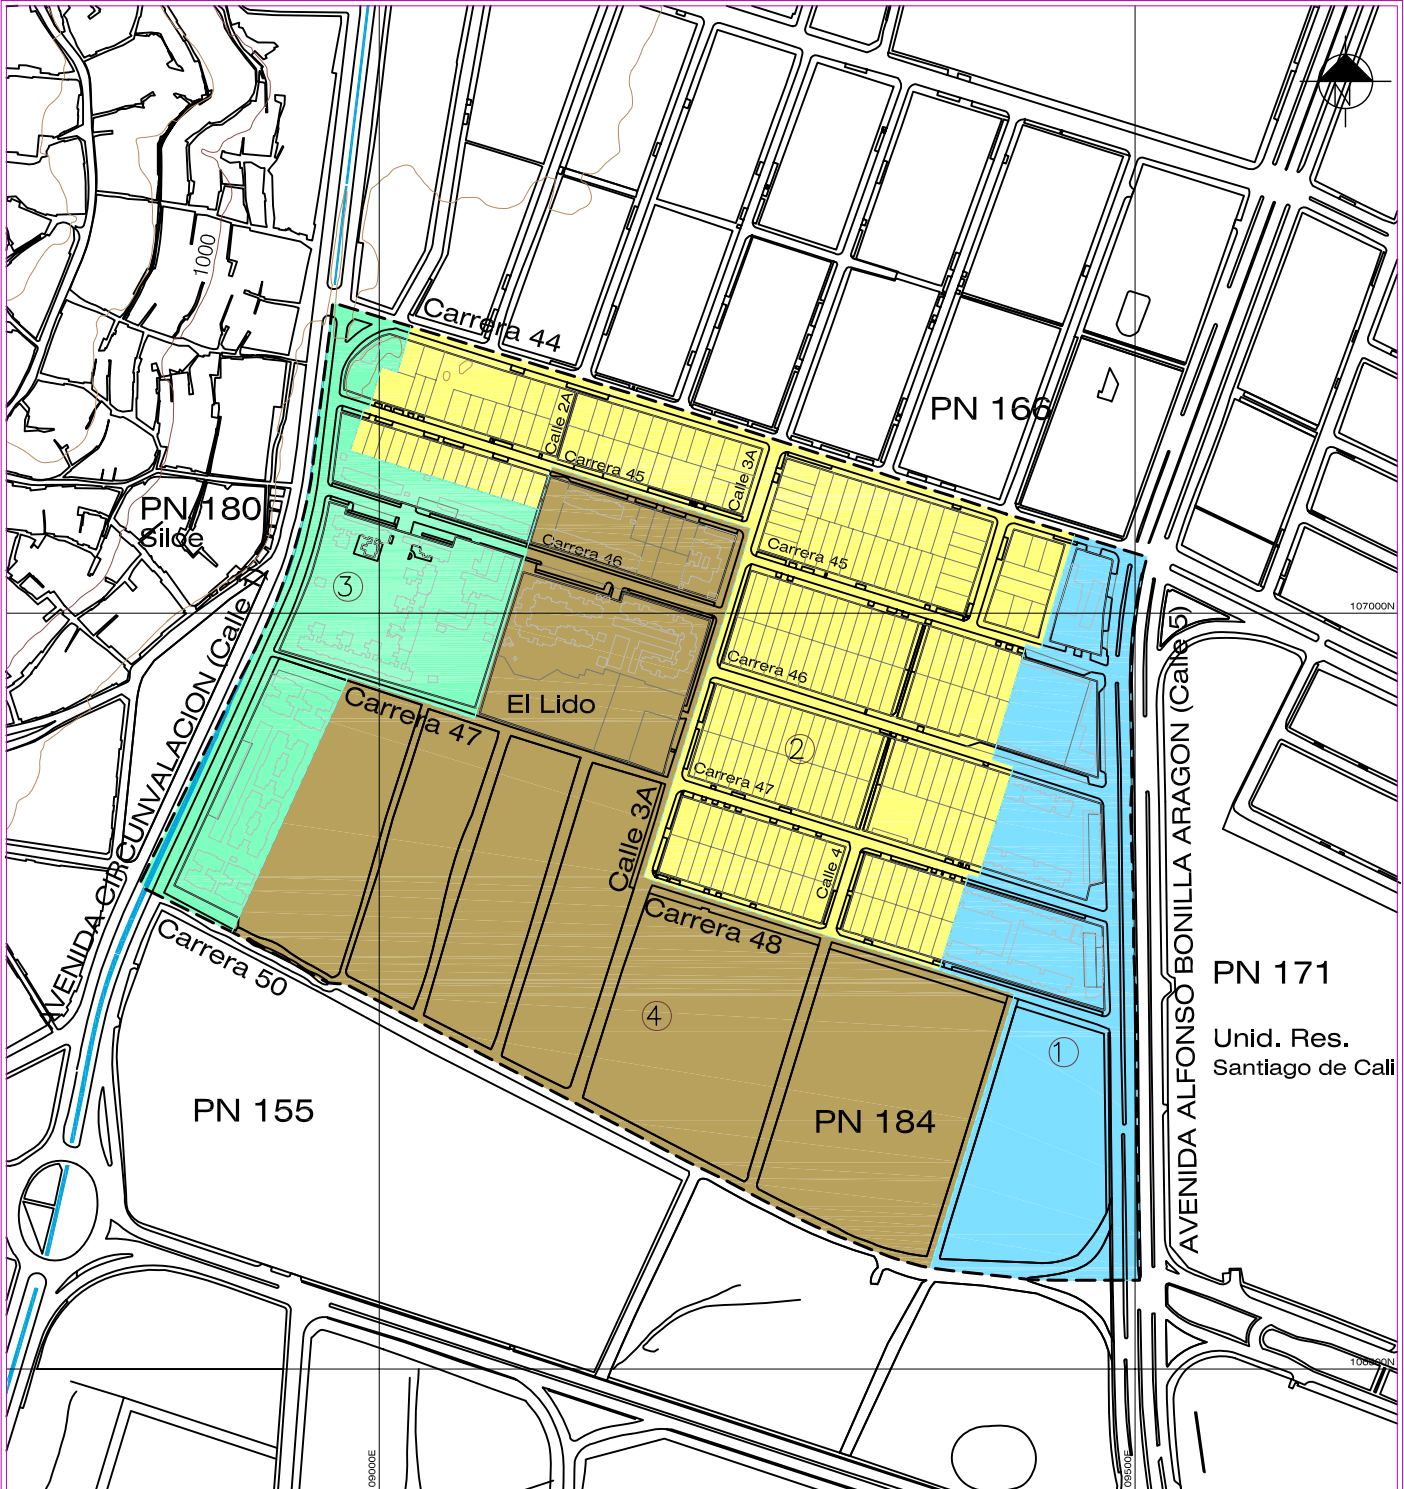 N
1000
Carrera 44
PN 166
Calle 2A
Carrera 45
Calle 3A
PN 180
Siloe
Carrera 46
Carrera 45
3
107000N
AVENIDA CIRCUNVALACION (Calle 1)
Carrera 46
El Lido
Carrera 47
2
Carrera 47
Calle 3A
Calle 4
AVENIDA ALFONSO BONILLA ARAGON (Calle 5)
Carrera 48
Carrera 50
PN 171
4
1
Unid. Res.
Santiago de Cali
PN 155
PN 184
09000E
09500E